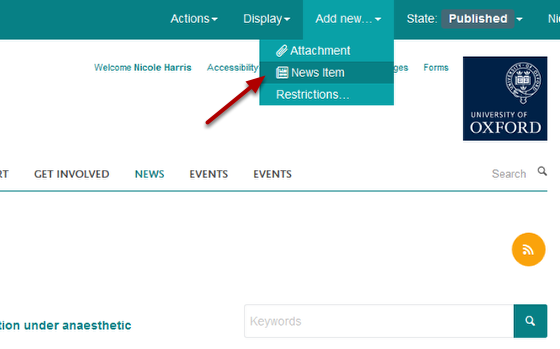 Actions Display Add new... State: Published Ni
Attachment
Welcome Nicole Harris Accessibility News Item ges Forms
Restrictions...
UNIVERSITY OF
OXFORD
RT GET INVOLVED NEWS EVENTS EVENTS Search
Keywords
tion under anaesthetic